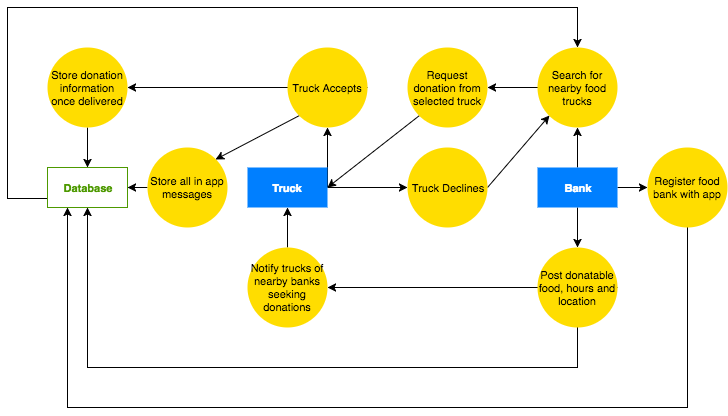 Store donation
information
once delivered
Truck Accepts
Request
donation from
selected truck
Search for
nearby food
trucks
Database
Store all in app
messages
Truck
Truck Declines
Bank
Register food
bank with app
Notify trucks of
nearby banks
seeking
donations
Post donatable
food, hours and
location